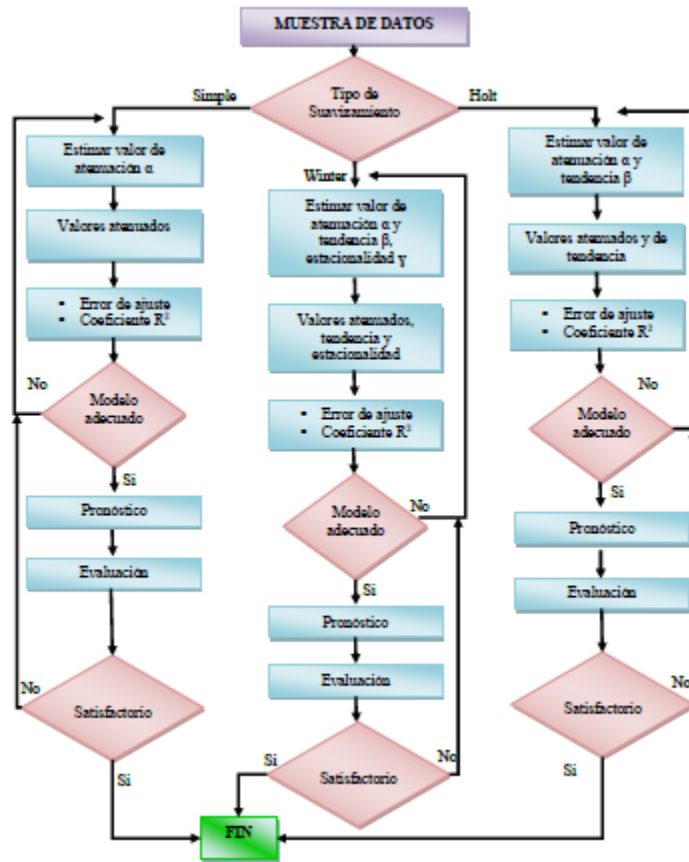 MUESTRA DE DATOS
Tipo de
Suavizamiento
Simple
Holt
Winter
Estimar valor de
atenuación α
Valores atenuados
▪ Error de ajuste
▪ Coeficiente R²
No
Modelo
adecuado
Si
Pronóstico
Evaluación
No
Satisfactorio
Si
Estimar valor de
atenuación α y
tendencia β,
estacionalidad γ
Valores atenuados,
tendencia y
estacionalidad
▪ Error de ajuste
▪ Coeficiente R²
No
Modelo
adecuado
Si
Pronóstico
Evaluación
Si
Satisfactorio
No
Estimar valor de
atenuación α y
tendencia β
Valores atenuados y de
tendencia
▪ Error de ajuste
▪ Coeficiente R²
No
Modelo
adecuado
Si
Pronóstico
Evaluación
No
Satisfactorio
Si
FIN